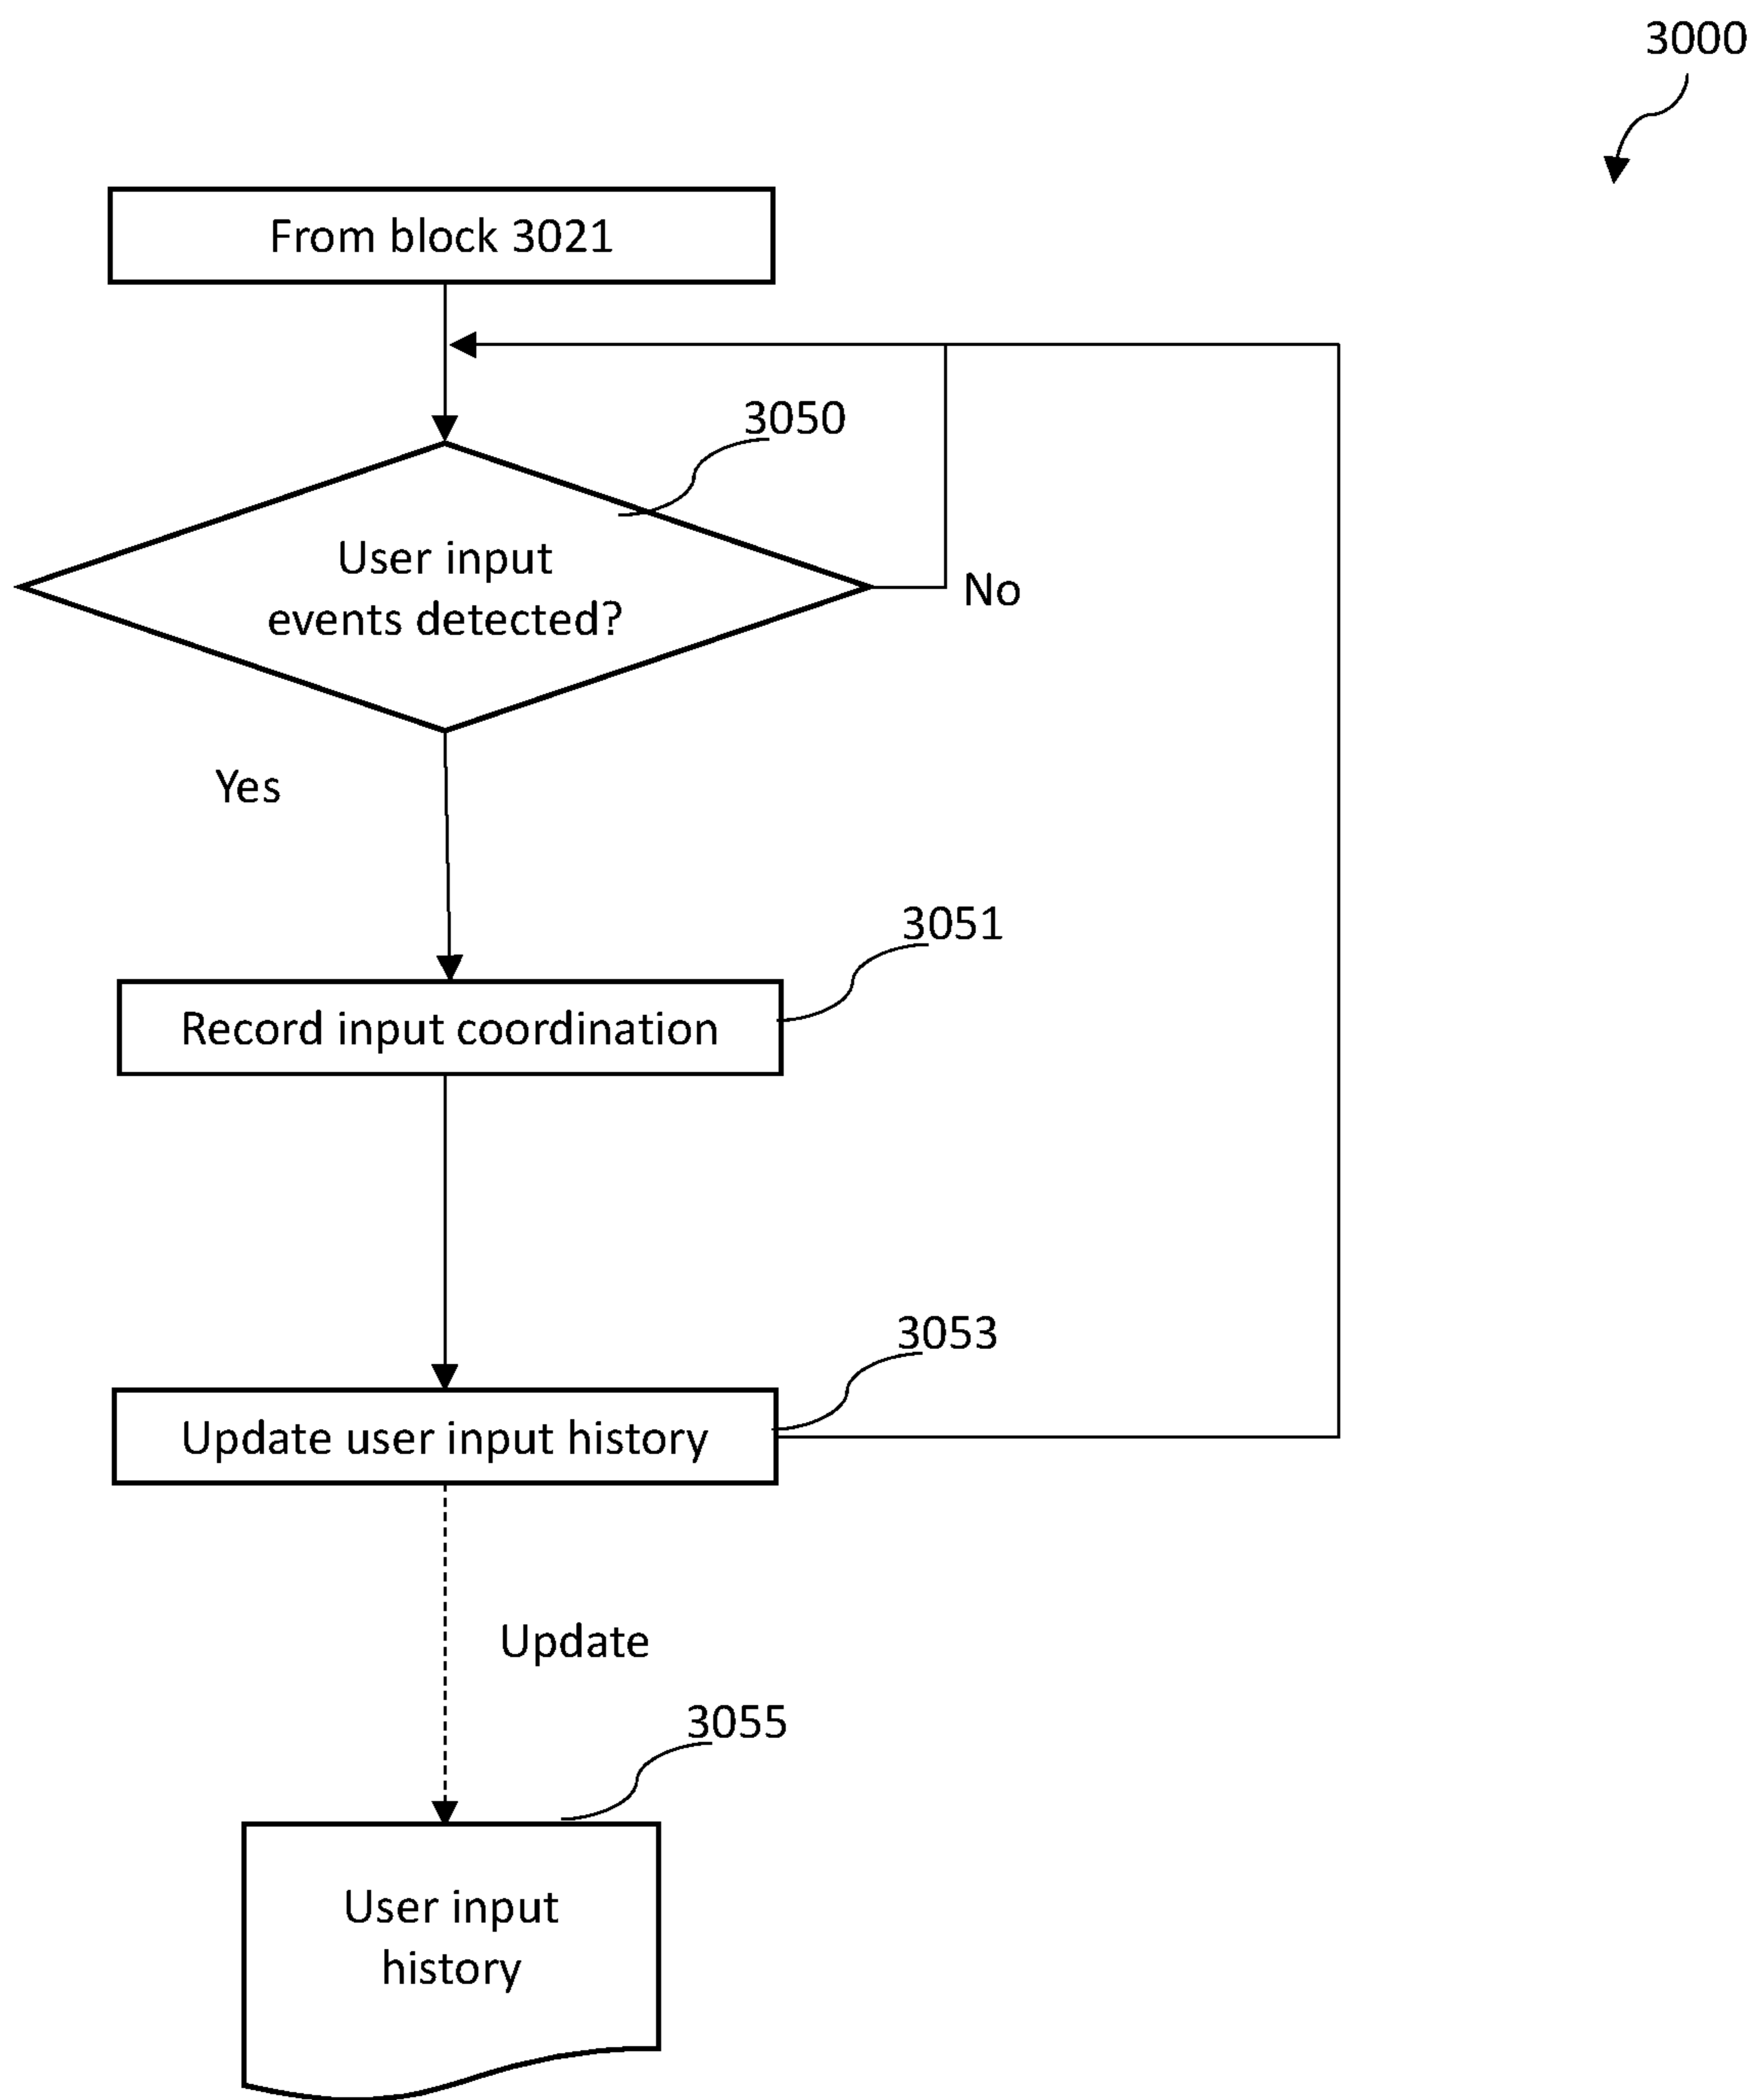 3000
From block 3021
3050
User input
events detected?
No
Yes
3051
Record input coordination
3053
Update user input history
Update
3055
User input
history